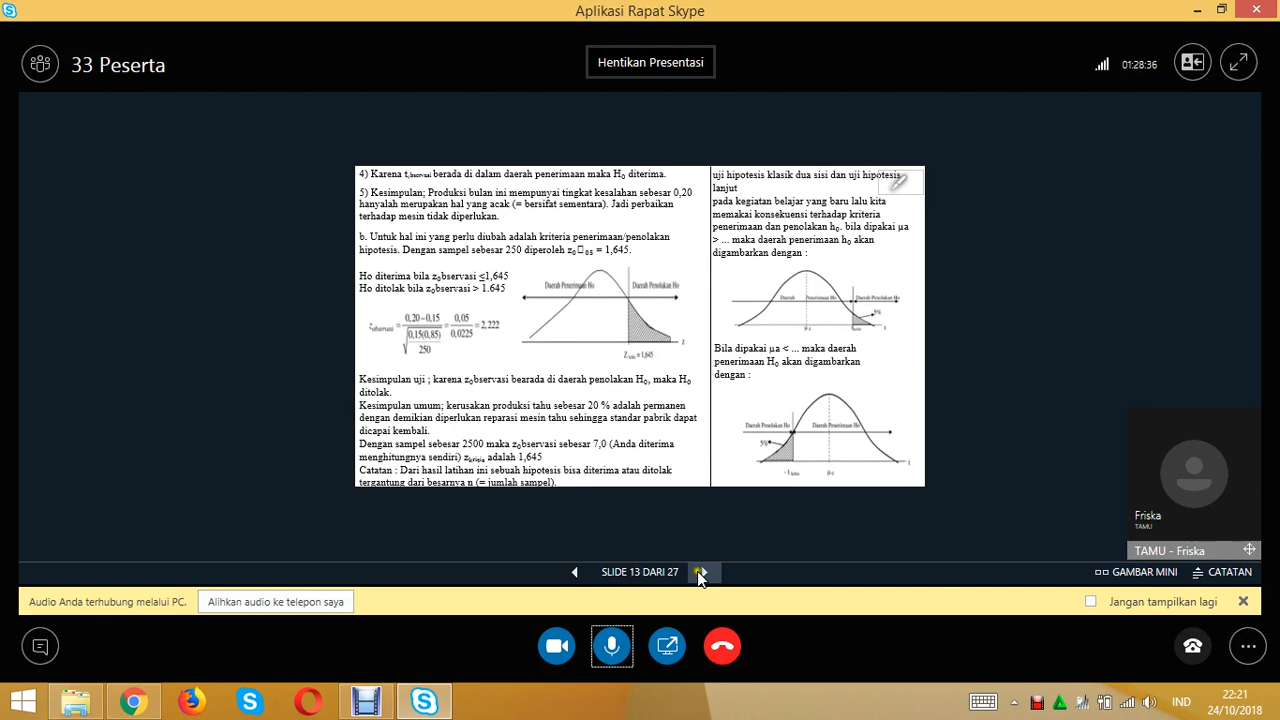 Aplikasi Rapat Skype
33 Peserta
Hentikan Presentasi
01:28:36
4) Karena t,observasi berada di dalam daerah penerimaan maka H0 diterima.
5) Kesimpulan; Produksi bulan ini mempunyai tingkat kesalahan sebesar 0,20
hanyalah merupakan hal yang acak (= bersifat sementara). Jadi perbaikan
terhadap mesin tidak diperlukan.
b. Untuk hal ini yang perlu diubah adalah kriteria penerimaan/penolakan
hipotesis. Dengan sampel sebesar 250 diperoleh z0□05 = 1,645.
Ho diterima bila z0bservasi ≤1,645
Ho ditolak bila z0bservasi > 1.645
zobservasi = 0,20 – 0,15 / √ 0,15(0,85) / 250 = 0,05 / 0,0225 = 2,222
Daerah Penerimaan Ho
Daerah Penolakan Ho
z
Z kritis = 1,645
Kesimpulan uji ; karena z0bservasi bearada di daerah penolakan H0, maka H0
ditolak.
Kesimpulan umum; kerusakan produksi tahu sebesar 20 % adalah permanen
dengan demikian diperlukan reparasi mesin tahu sehingga standar pabrik dapat
dicapai kembali.
Dengan sampel sebesar 2500 maka z0bservasi sebesar 7,0 (Anda diterima
menghitungnya sendiri) zkritis adalah 1,645
Catatan : Dari hasil latihan ini sebuah hipotesis bisa diterima atau ditolak
tergantung dari besarnya n (= jumlah sampel).
uji hipotesis klasik dua sisi dan uji hipotesis
lanjut
pada kegiatan belajar yang baru lalu kita
memakai konsekuensi terhadap kriteria
penerimaan dan penolakan h0. bila dipakai µa
> ... maka daerah penerimaan h0 akan
digambarkan dengan :
Daerah Penerimaan Ho
Daerah Penolakan Ho
5%
t
Bila dipakai µa < ... maka daerah
penerimaan H0 akan digambarkan
dengan :
Daerah Penolakan Ho
Daerah Penerimaan Ho
5%
t
Friska
TAMU
TAMU - Friska
SLIDE 13 DARI 27
GAMBAR MINI
CATATAN
Audio Anda terhubung melalui PC.
Alihkan audio ke telepon saya
Jangan tampilkan lagi
IND
22:21
24/10/2018